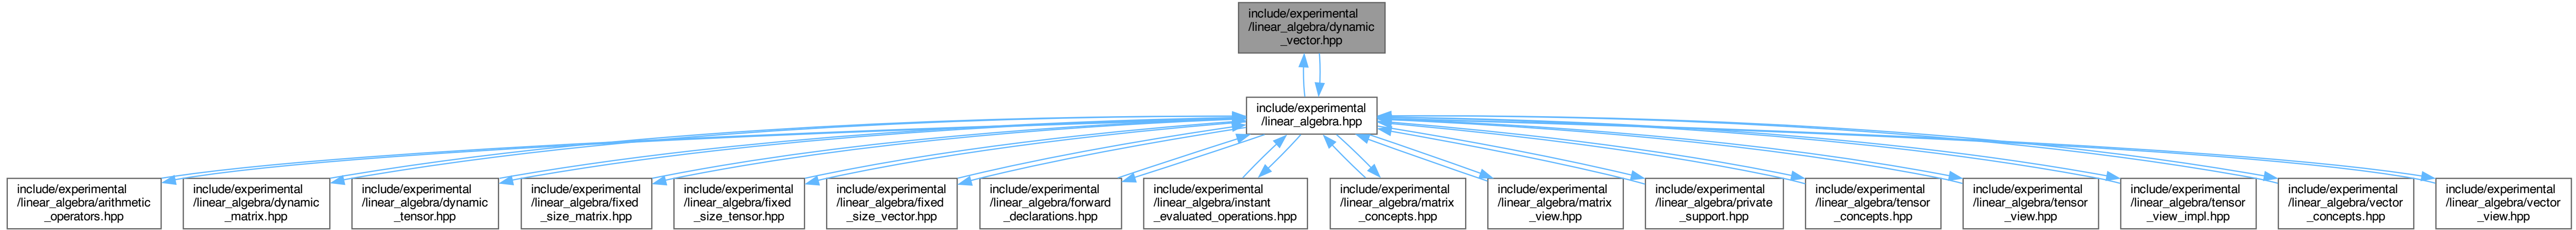 include/experimental
/linear_algebra/dynamic
_vector.hpp
include/experimental
/linear_algebra.hpp
include/experimental
/linear_algebra/arithmetic
_operators.hpp
include/experimental
/linear_algebra/dynamic
_matrix.hpp
include/experimental
/linear_algebra/dynamic
_tensor.hpp
include/experimental
/linear_algebra/fixed
_size_matrix.hpp
include/experimental
/linear_algebra/fixed
_size_tensor.hpp
include/experimental
/linear_algebra/fixed
_size_vector.hpp
include/experimental
/linear_algebra/forward
_declarations.hpp
include/experimental
/linear_algebra/instant
_evaluated_operations.hpp
include/experimental
/linear_algebra/matrix
_concepts.hpp
include/experimental
/linear_algebra/matrix
_view.hpp
include/experimental
/linear_algebra/private
_support.hpp
include/experimental
/linear_algebra/tensor
_concepts.hpp
include/experimental
/linear_algebra/tensor
_view.hpp
include/experimental
/linear_algebra/tensor
_view_impl.hpp
include/experimental
/linear_algebra/vector
_concepts.hpp
include/experimental
/linear_algebra/vector
_view.hpp